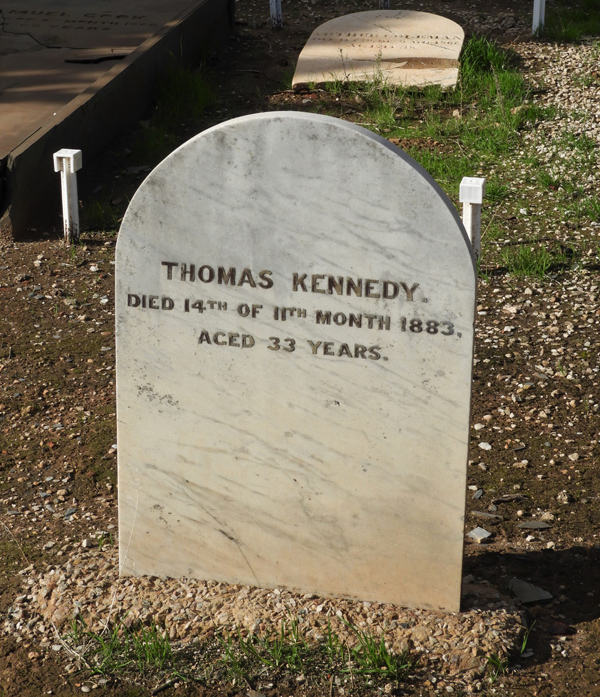 THOMAS KENNEDY.
DIED 14TH OF 11TH MONTH 1883,
AGED 33 YEARS.